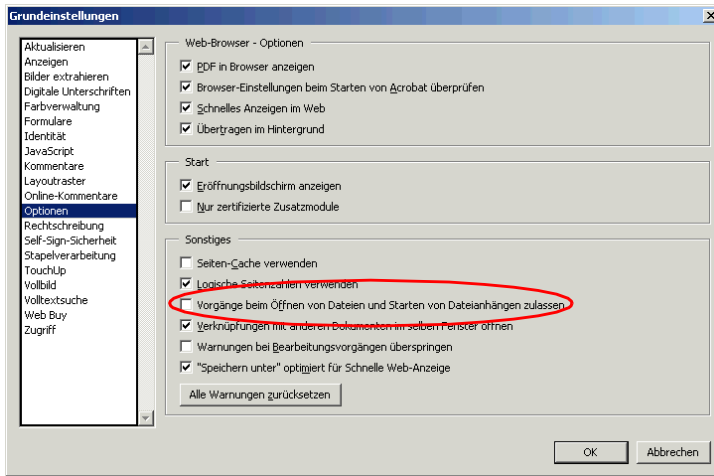 Grundeinstellungen
Aktualisieren
Anzeigen
Bilder extrahieren
Digitale Unterschriften
Farbverwaltung
Formulare
Identität
JavaScript
Kommentare
Layoutraster
Online-Kommentare
Optionen
Rechtschreibung
Self-Sign-Sicherheit
Stapelverarbeitung
TouchUp
Vollbild
Volltextsuche
Web Buy
Zugriff
Web-Browser - Optionen
PDF in Browser anzeigen
Browser-Einstellungen beim Starten von Acrobat überprüfen
Schnelles Anzeigen im Web
Übertragen im Hintergrund
Start
Eröffnungsbildschirm anzeigen
Nur zertifizierte Zusatzmodule
Sonstiges
Seiten-Cache verwenden
Logische Seitenzahlen verwenden
Vorgänge beim Öffnen von Dateien und Starten von Dateianhängen zulassen
Verknüpfungen mit anderen Dokumenten im selben Fenster öffnen
Warnungen bei Bearbeitungsvorgängen überspringen
"Speichern unter" optimiert für Schnelle Web-Anzeige
Alle Warnungen zurücksetzen
OK Abbrechen